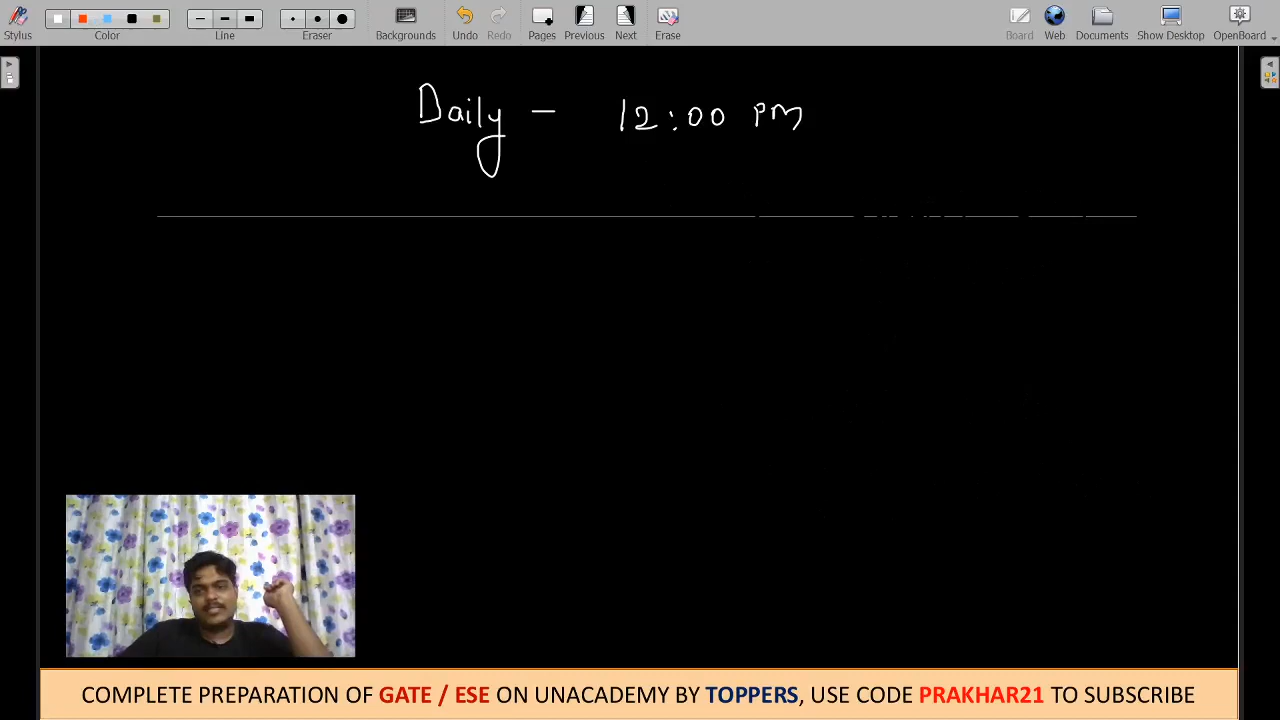 Stylus
Color
Line
Eraser
Backgrounds
Undo
Redo
Pages
Previous
Next
Erase
Board
Web
Documents
Show Desktop
OpenBoard
Daily - 12:00 PM
COMPLETE PREPARATION OF GATE / ESE ON UNACADEMY BY TOPPERS, USE CODE PRAKHAR21 TO SUBSCRIBE